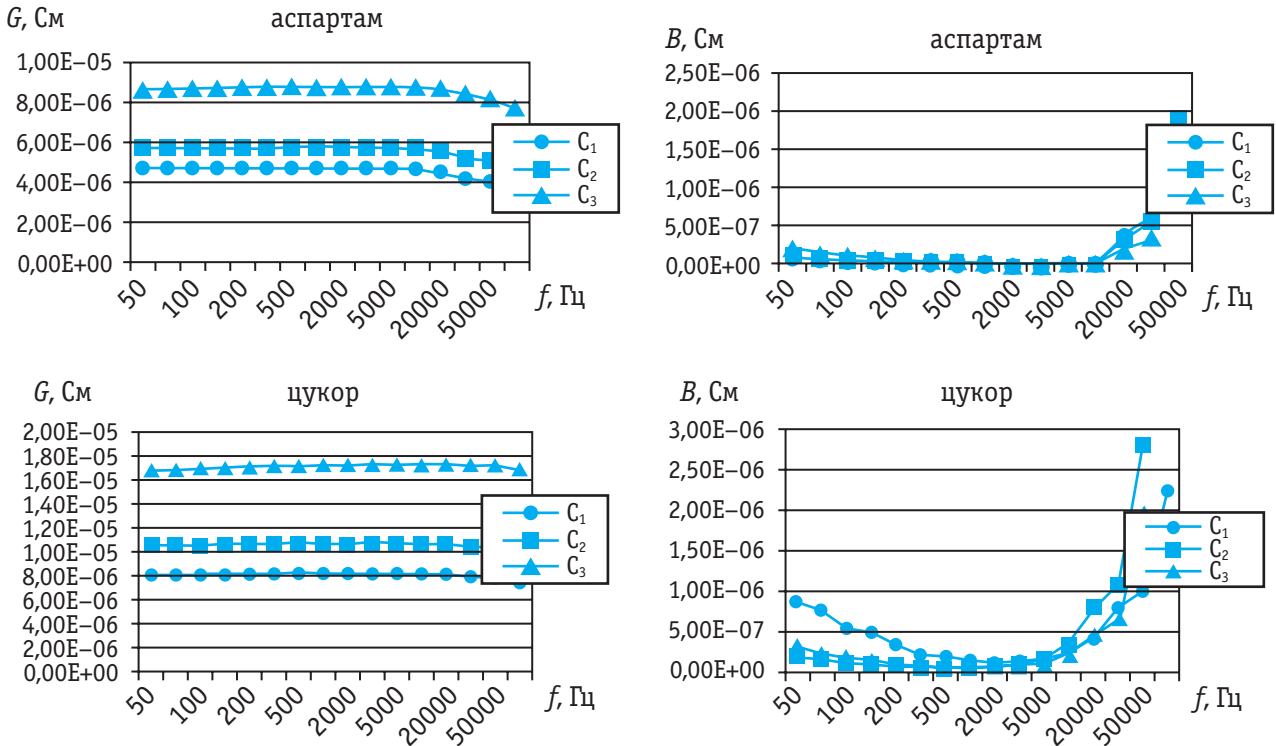 G, См
аспартам
1,00E–05
8,00E–06
6,00E–06
4,00E–06
2,00E–06
0,00E+00
C₁
C₂
C₃
50
100
200
500
2000
5000
20000
50000
f, Гц
B, См
аспартам
2,50E–06
2,00E–06
1,50E–06
1,00E–06
5,00E–07
0,00E+00
C₁
C₂
C₃
50
100
200
500
2000
5000
20000
50000
f, Гц
G, См
цукор
2,00E–05
1,80E–05
1,60E–05
1,40E–05
1,20E–05
1,00E–05
8,00E–06
6,00E–06
4,00E–06
2,00E–06
0,00E+00
C₁
C₂
C₃
50
100
200
500
2000
5000
20000
50000
f, Гц
B, См
цукор
3,00E–06
2,50E–06
2,00E–06
1,50E–06
1,00E–06
5,00E–07
0,00E+00
C₁
C₂
C₃
50
100
200
500
2000
5000
20000
50000
f, Гц